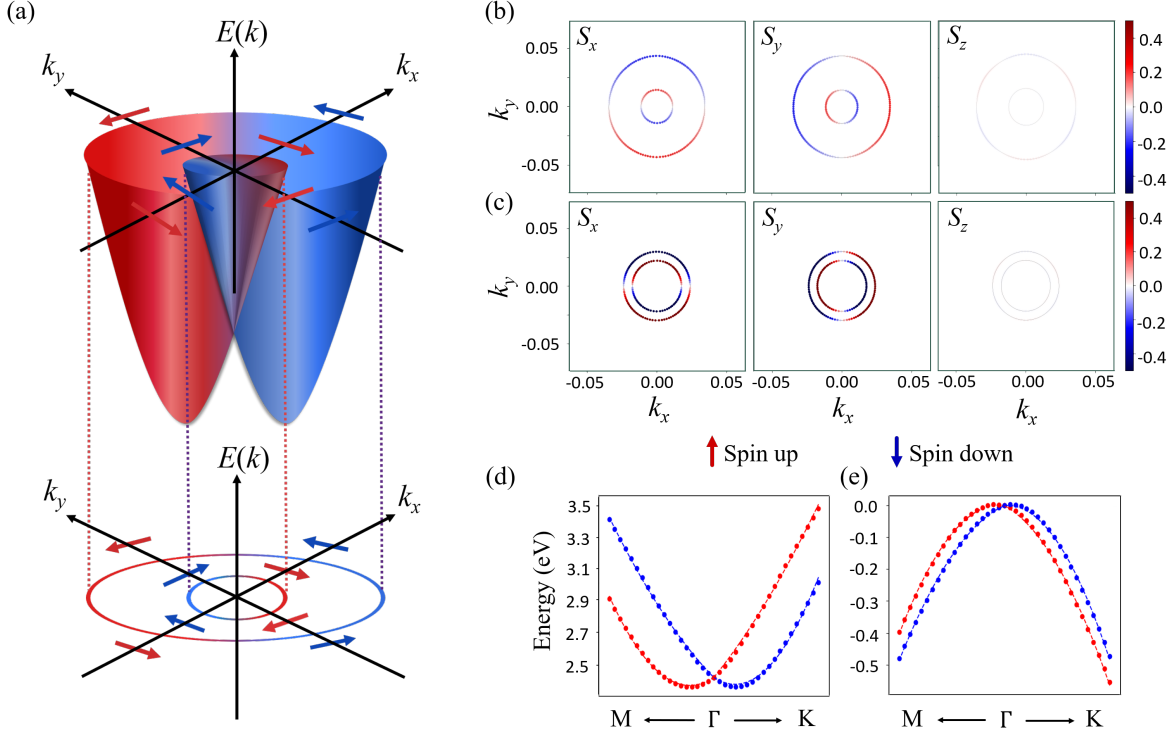 (a)
E(k)
k_y
k_x
E(k)
k_y
k_x
(b)
S_x
S_y
S_z
0.05
0.00
-0.05
k_y
0.4
0.2
0.0
-0.2
-0.4
(c)
S_x
S_y
S_z
0.05
0.00
-0.05
k_y
0.4
0.2
0.0
-0.2
-0.4
-0.05 0.00 0.05
-0.05 0.00 0.05
-0.05 0.00 0.05
k_x
k_x
k_x
Spin up
Spin down
(d)
3.5
3.1
2.9
2.7
2.5
Energy (eV)
M Γ K
(e)
0.0
-0.1
-0.2
-0.3
-0.4
-0.5
M Γ K